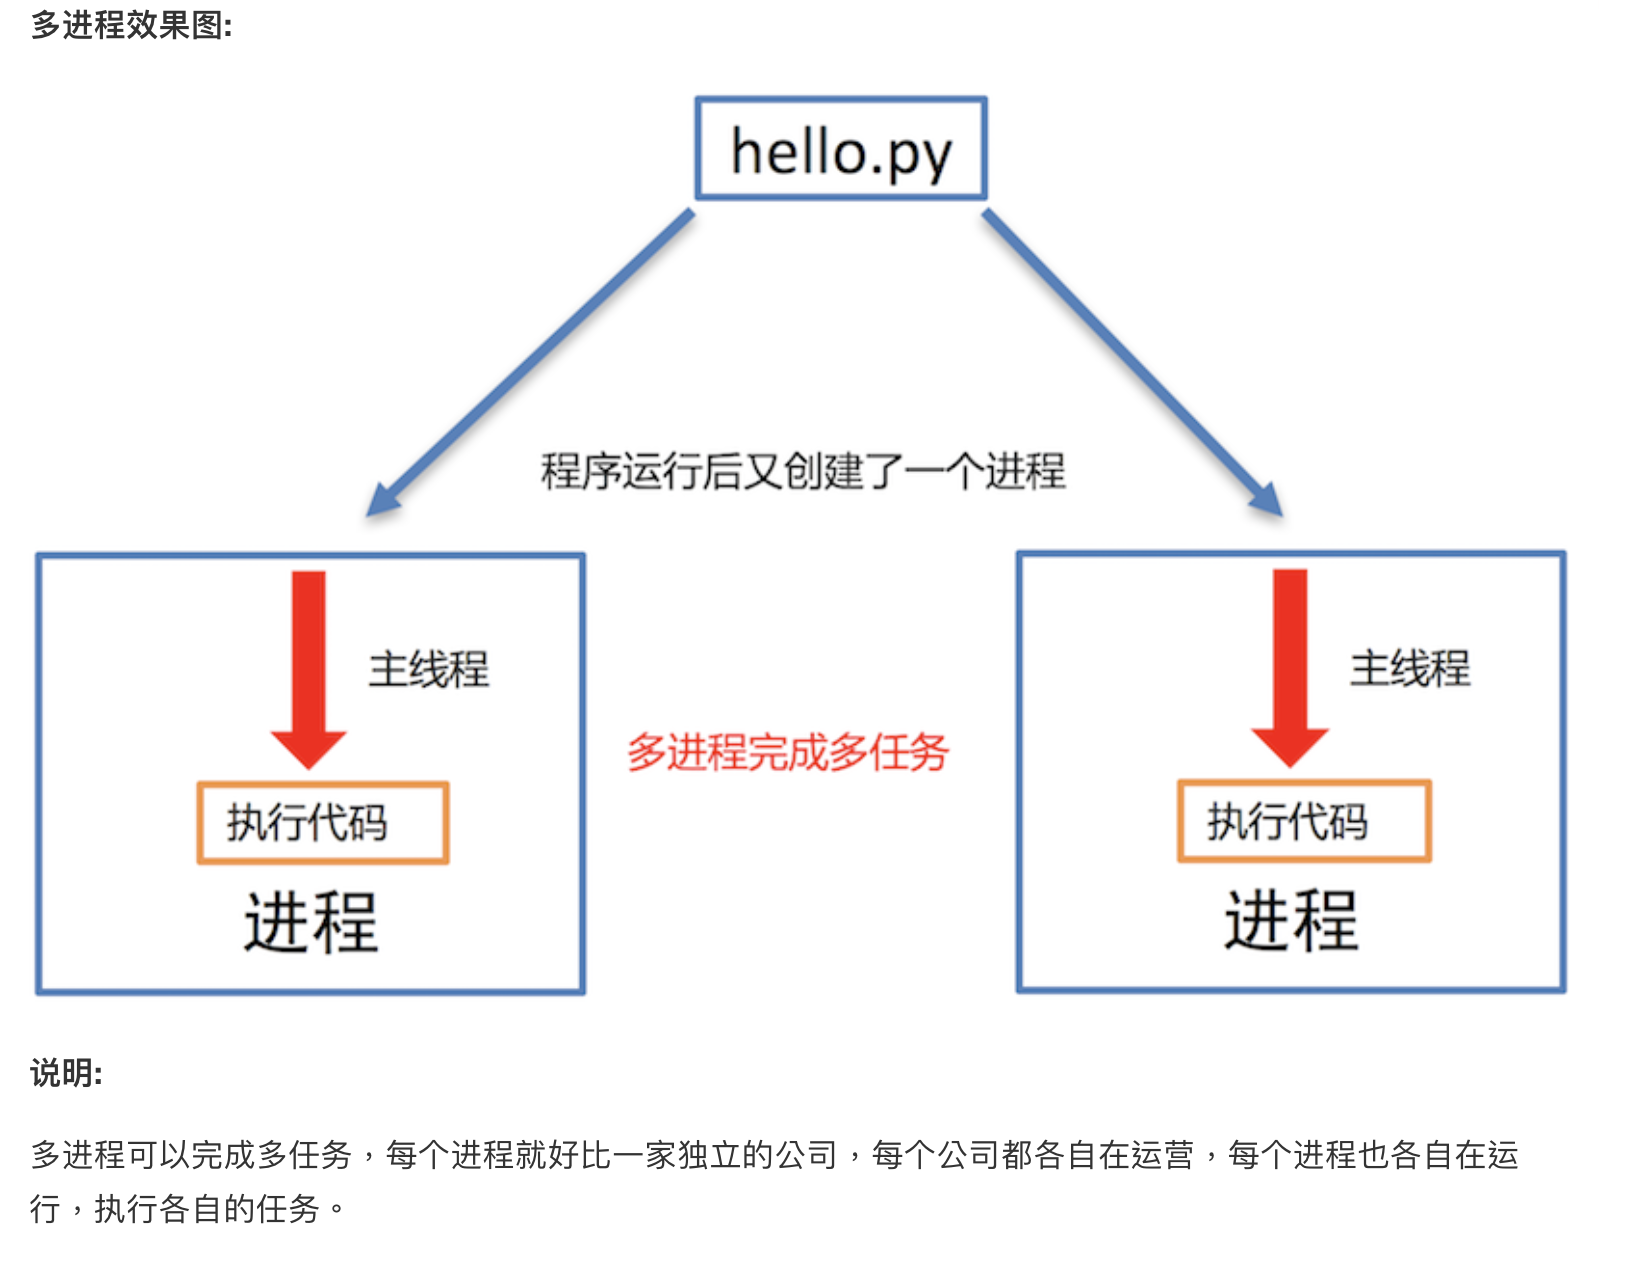 多进程效果图:
hello.py
程序运行后又创建了一个进程
主线程
主线程
多进程完成多任务
执行代码
执行代码
进程
进程
说明:
多进程可以完成多任务，每个进程就好比一家独立的公司，每个公司都各自在运营，每个进程也各自在运
行，执行各自的任务。